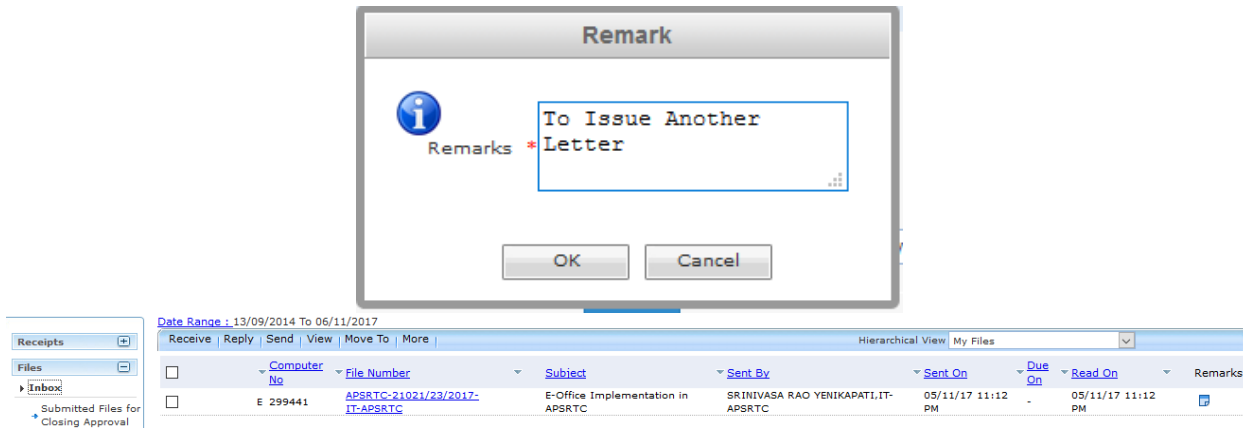 Remark
To Issue Another
Remarks * Letter
OK Cancel
Date Range : 13/09/2014 To 06/11/2017
Receipts
Receive Reply Send View Move To More Hierarchical View My Files
Files
Computer No File Number Subject Sent By Sent On Due On Read On Remarks
Inbox
E 299441 APSRTC-21021/23/2017- E-Office Implementation in SRINIVASA RAO YENIKAPATI,IT- 05/11/17 11:12 - 05/11/17 11:12
IT-APSRTC APSRTC APSRTC PM PM
Submitted Files for
Closing Approval